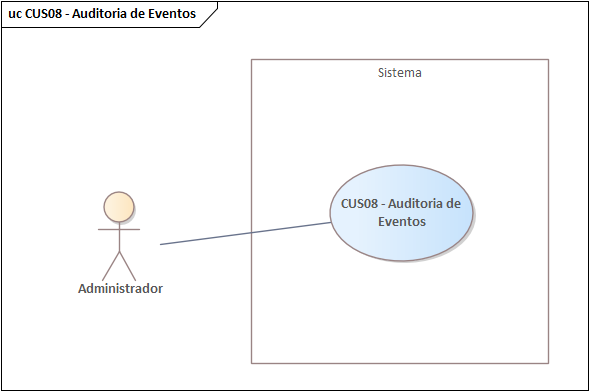 uc CUS08 - Auditoria de Eventos
Sistema
CUS08 - Auditoria de
Eventos
Administrador